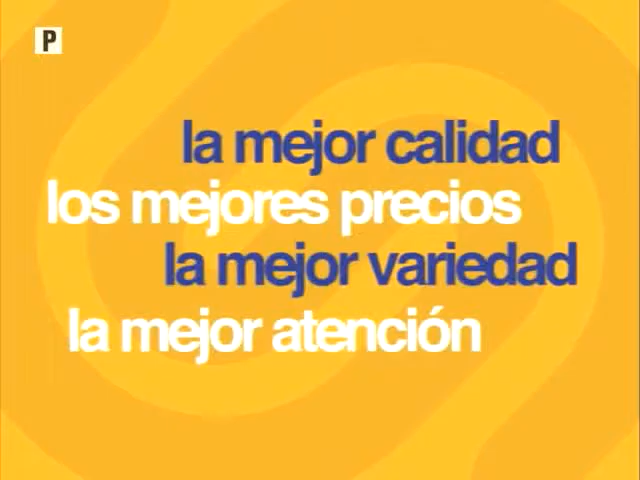 P
la mejor calidad
los mejores precios
la mejor variedad
la mejor atención